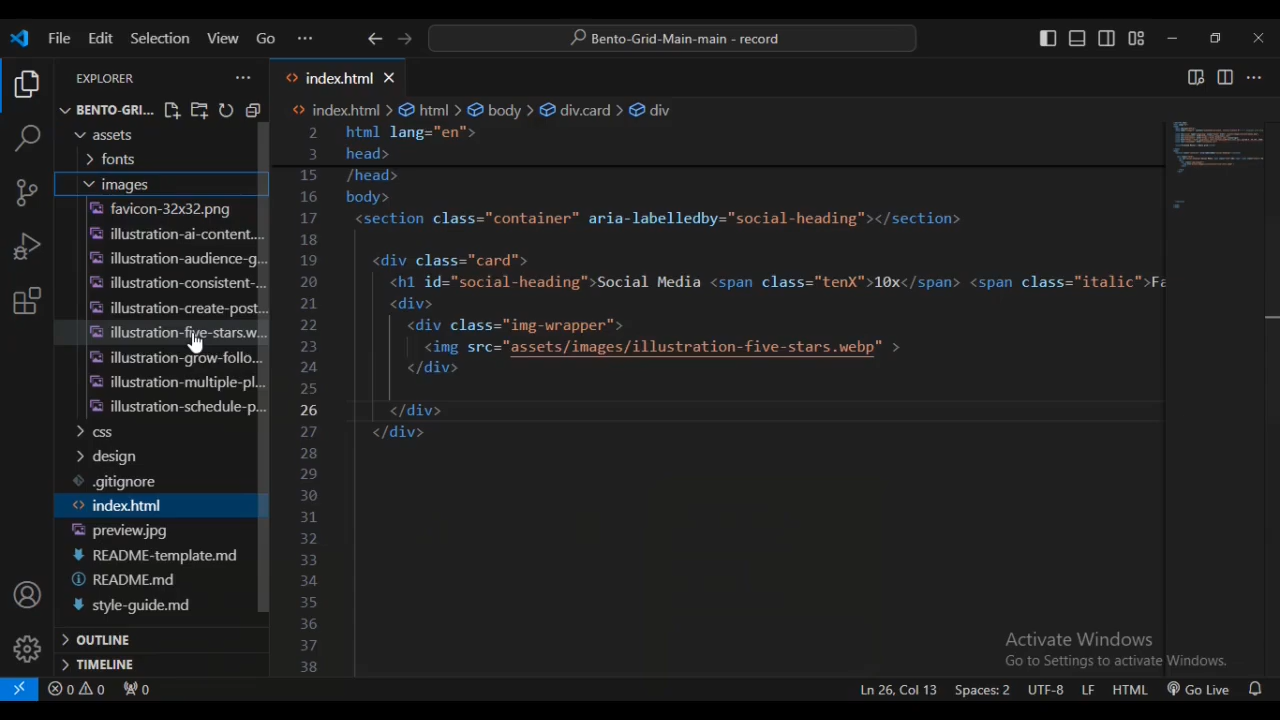 File Edit Selection View Go ··· Bento-Grid-Main-main - record
EXPLORER ···
BENTO-GRI...
assets
fonts
images
favicon-32x32.png
illustration-ai-content....
illustration-audience-g...
illustration-consistent-...
illustration-create-post...
illustration-five-stars.w...
illustration-grow-follo...
illustration-multiple-pl...
illustration-schedule-p...
css
design
.gitignore
index.html
preview.jpg
README-template.md
README.md
style-guide.md
OUTLINE
TIMELINE
index.html
index.html > html > body > div.card > div
2 html lang="en">
3 head>
15 /head>
16 body>
17 <section class="container" aria-labelledby="social-heading"></section>
18
19 <div class="card">
20 <h1 id="social-heading">Social Media <span class="tenX">10x</span> <span class="italic">Fa
21 <div>
22 <div class="img-wrapper">
23 <img src="assets/images/illustration-five-stars.webp" >
24 </div>
25
26 </div>
27 </div>
28
29
30
31
32
33
34
35
36
37
38
Activate Windows
Go to Settings to activate Windows.
0 0 0 Ln 26, Col 13 Spaces: 2 UTF-8 LF HTML Go Live